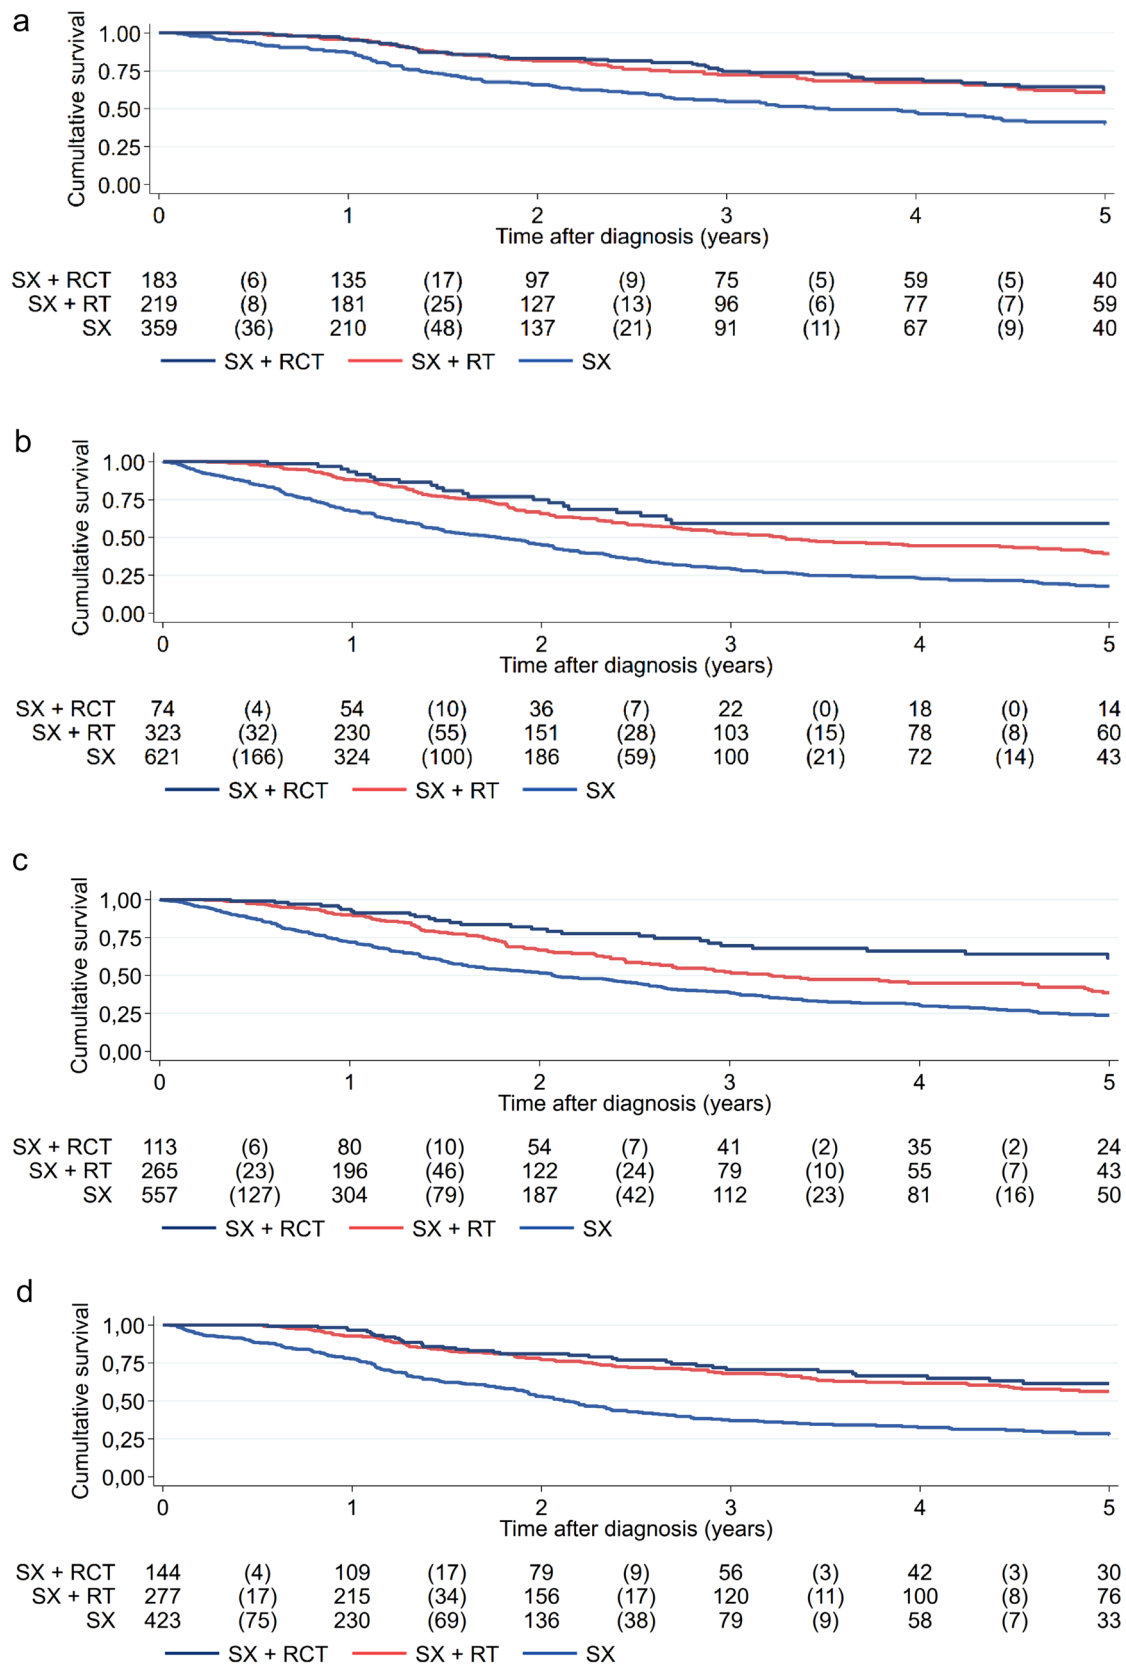 a
Cumultative survival
1.00
0.75
0.50
0.25
0.00
0 1 2 3 4 5
Time after diagnosis (years)
SX + RCT 183 (6) 135 (17) 97 (9) 75 (5) 59 (5) 40
SX + RT 219 (8) 181 (25) 127 (13) 96 (6) 77 (7) 59
SX 359 (36) 210 (48) 137 (21) 91 (11) 67 (9) 40
SX + RCT SX + RT SX
b
Cumultative survival
1.00
0.75
0.50
0.25
0.00
0 1 2 3 4 5
Time after diagnosis (years)
SX + RCT 74 (4) 54 (10) 36 (7) 22 (0) 18 (0) 14
SX + RT 323 (32) 230 (55) 151 (28) 103 (15) 78 (8) 60
SX 621 (166) 324 (100) 186 (59) 100 (21) 72 (14) 43
SX + RCT SX + RT SX
c
Cumultative survival
1,00
0,75
0,50
0,25
0,00
0 1 2 3 4 5
Time after diagnosis (years)
SX + RCT 113 (6) 80 (10) 54 (7) 41 (2) 35 (2) 24
SX + RT 265 (23) 196 (46) 122 (24) 79 (10) 55 (7) 43
SX 557 (127) 304 (79) 187 (42) 112 (23) 81 (16) 50
SX + RCT SX + RT SX
d
Cumultative survival
1,00
0,75
0,50
0,25
0,00
0 1 2 3 4 5
Time after diagnosis (years)
SX + RCT 144 (4) 109 (17) 79 (9) 56 (3) 42 (3) 30
SX + RT 277 (17) 215 (34) 156 (17) 120 (11) 100 (8) 76
SX 423 (75) 230 (69) 136 (38) 79 (9) 58 (7) 33
SX + RCT SX + RT SX